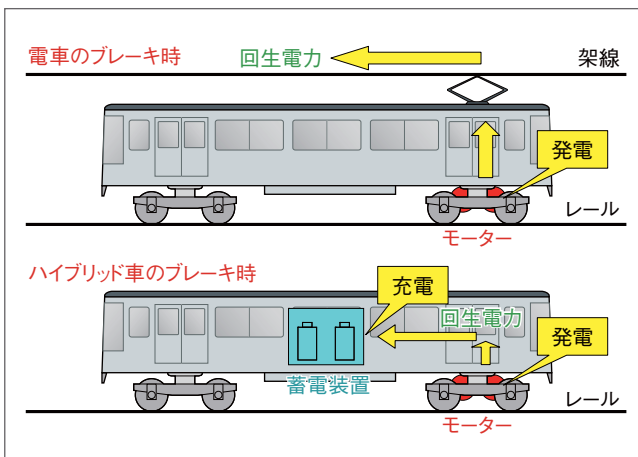 電車のブレーキ時
回生電力
架線
発電
レール
モーター
ハイブリッド車のブレーキ時
充電
回生電力
発電
蓄電装置
レール
モーター